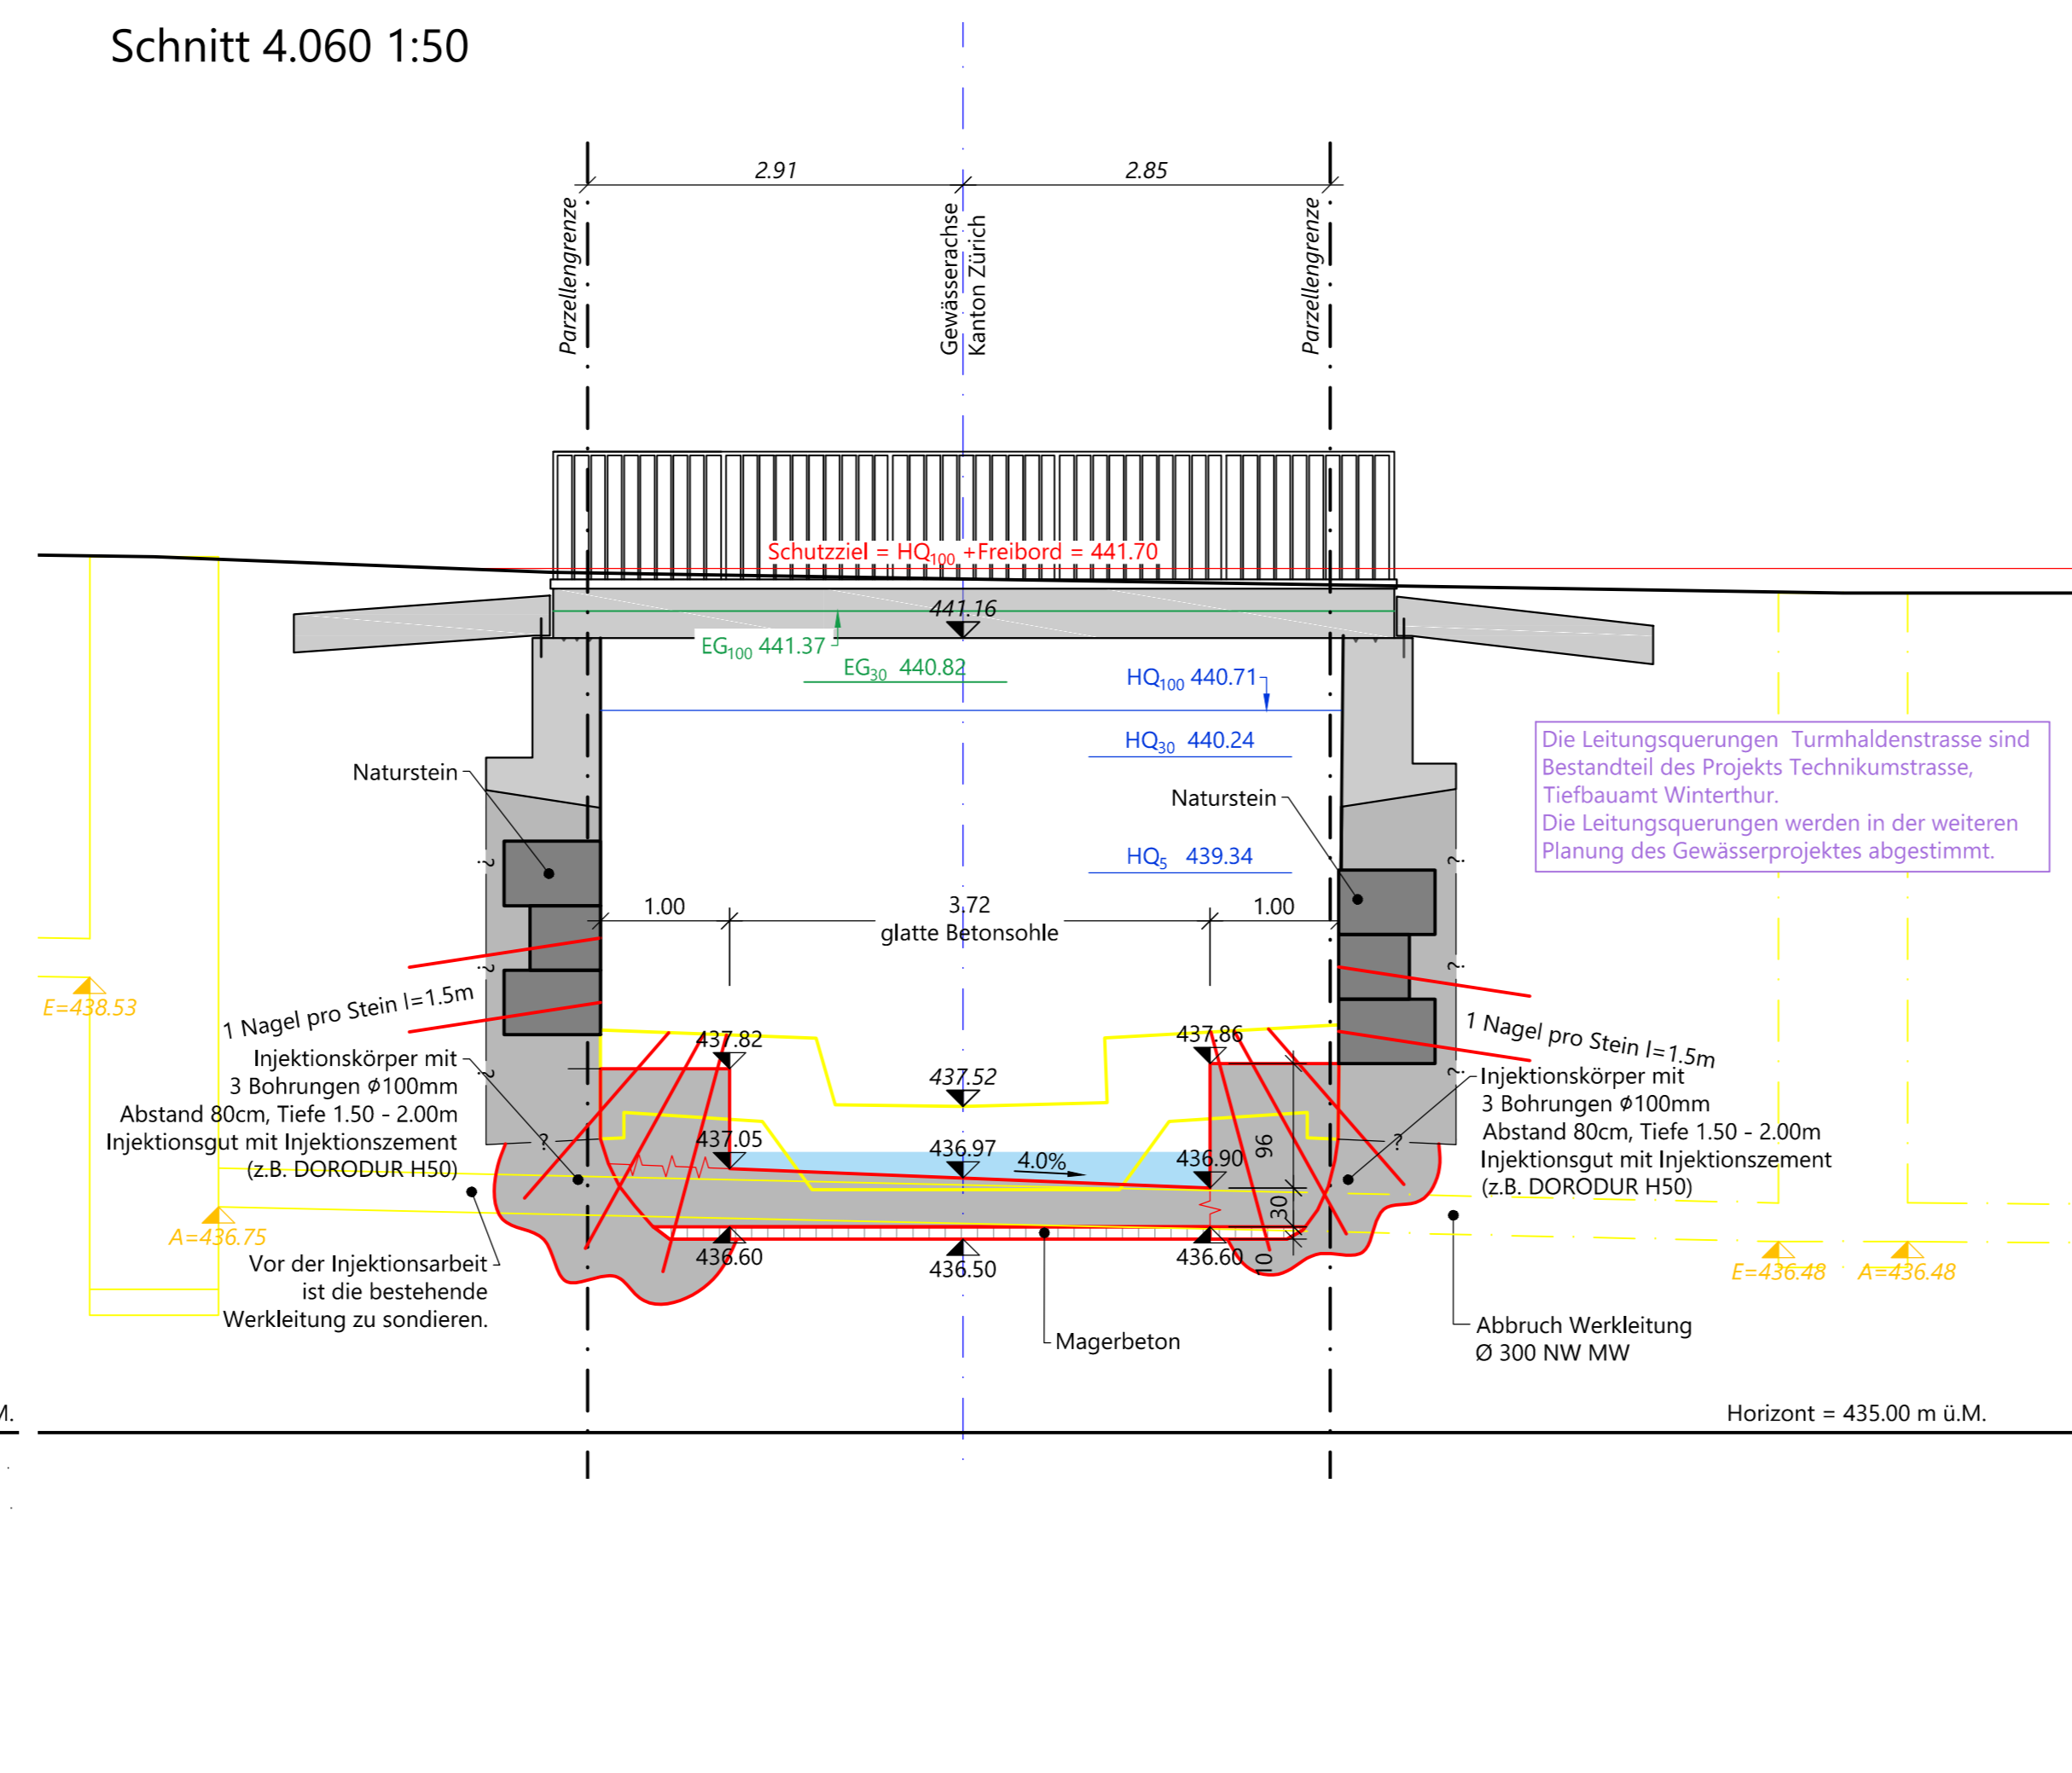 Schnitt 4.060 1:50
2.91
2.85
Parzellengrenze
Gewässerachse
Kanton Zürich
Parzellengrenze
Schutzziel = HQ100 +Freibord = 441.70
441.16
EG100 441.37
EG30 440.82
HQ100 440.71
HQ30 440.24
Die Leitungsquerungen Turmhaldenstrasse sind
Bestandteil des Projekts Technikumstrasse,
Tiefbauamt Winterthur.
Die Leitungsquerungen werden in der weiteren
Planung des Gewässerprojektes abgestimmt.
Naturstein
Naturstein
HQ5 439.34
?
?
1.00
3.72
1.00
glatte Betonsohle
?
?
E=438.53
1 Nagel pro Stein l=1.5m
1 Nagel pro Stein l=1.5m
437.82
437.86
Injektionskörper mit
3 Bohrungen ⌀100mm
Abstand 80cm, Tiefe 1.50 - 2.00m
Injektionsgut mit Injektionszement
(z.B. DORODUR H50)
?
?
437.52
Injektionskörper mit
3 Bohrungen ⌀100mm
Abstand 80cm, Tiefe 1.50 - 2.00m
Injektionsgut mit Injektionszement
(z.B. DORODUR H50)
?
?
437.05
436.97
4.0%
436.90
96
30
10
A=436.75
436.60
436.50
436.60
E=436.48
A=436.48
Vor der Injektionsarbeit
ist die bestehende
Werkleitung zu sondieren.
Magerbeton
Abbruch Werkleitung
Ø 300 NW MW
M.
Horizont = 435.00 m ü.M.